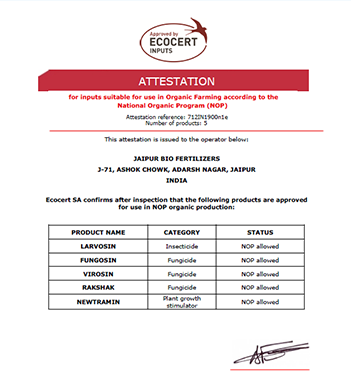 Approved by
ECOCERT
INPUTS
ATTESTATION
for inputs suitable for use in Organic Farming according to the
National Organic Program (NOP)
Attestation reference: 712IN1900n1e
Number of products: 5
This attestation is issued to the operator below:
JAIPUR BIO FERTILIZERS
J-71, ASHOK CHOWK, ADARSH NAGAR, JAIPUR
INDIA
Ecocert SA confirms after inspection that the following products are approved
for use in NOP organic production:
PRODUCT NAME CATEGORY STATUS
LARVOSIN Insecticide NOP allowed
FUNGOSIN Fungicide NOP allowed
VIROSIN Fungicide NOP allowed
RAKSHAK Fungicide NOP allowed
NEWTRAMIN Plant growth stimulator NOP allowed